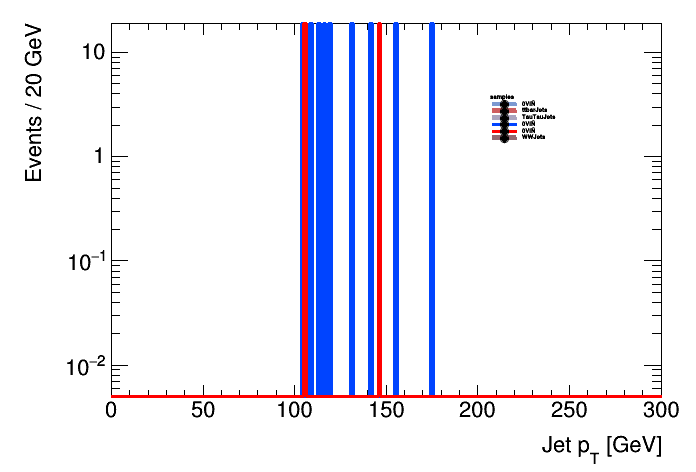 Events / 20 GeV
10
1
10⁻¹
10⁻²
samples
ttbarJets
TauTauJets
WWJets
0 50 100 150 200 250 300
Jet p_T [GeV]